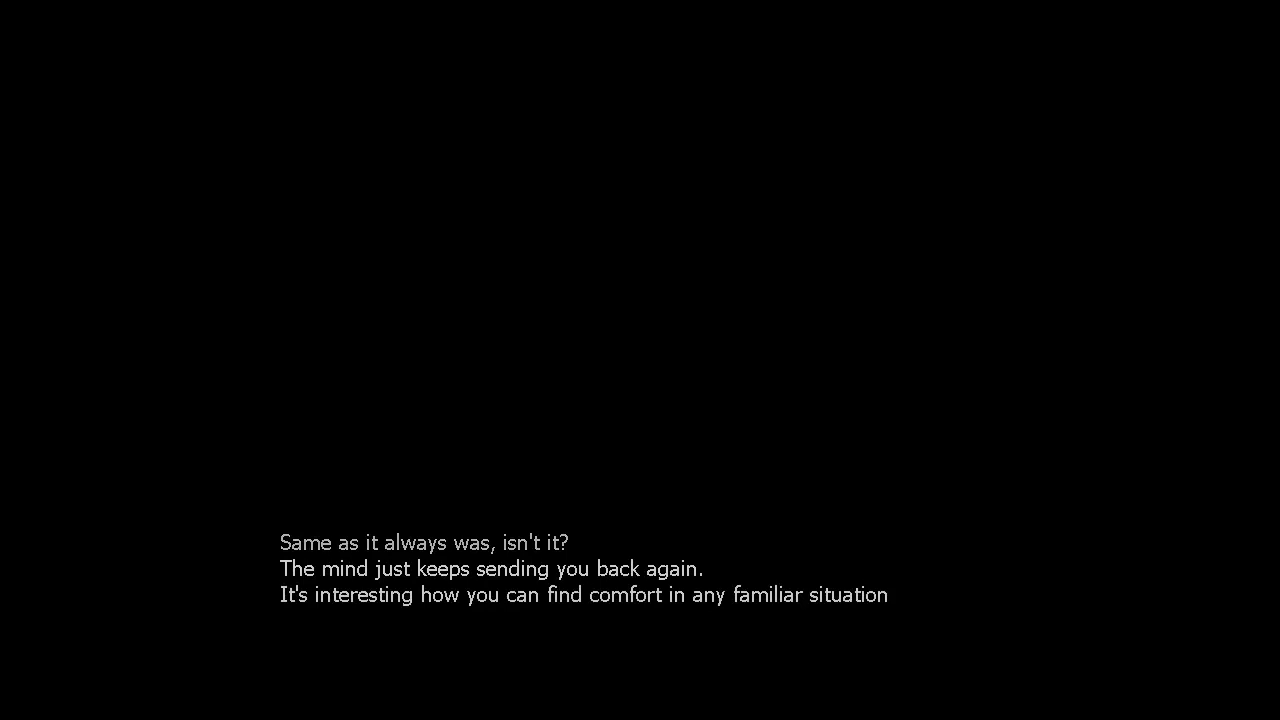 Same as it always was, isn't it?
The mind just keeps sending you back again.
It's interesting how you can find comfort in any familiar situation